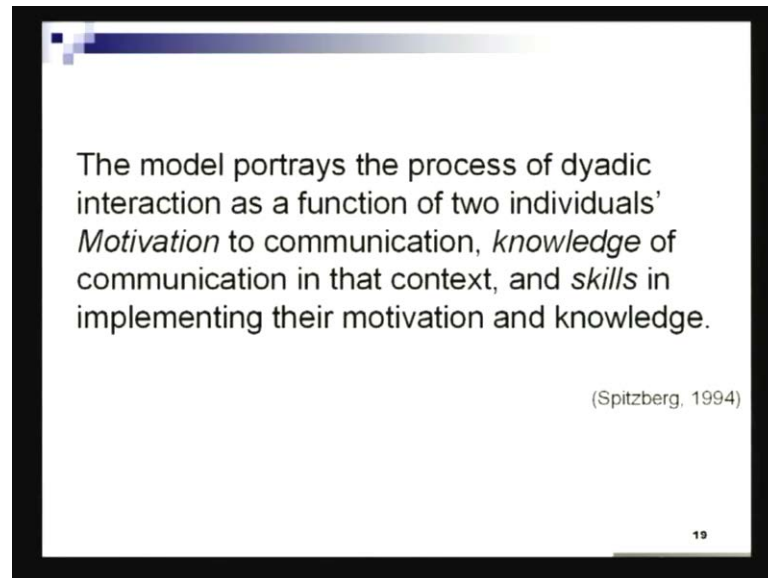 The model portrays the process of dyadic
interaction as a function of two individuals’
Motivation to communication, knowledge of
communication in that context, and skills in
implementing their motivation and knowledge.
(Spitzberg, 1994)
19